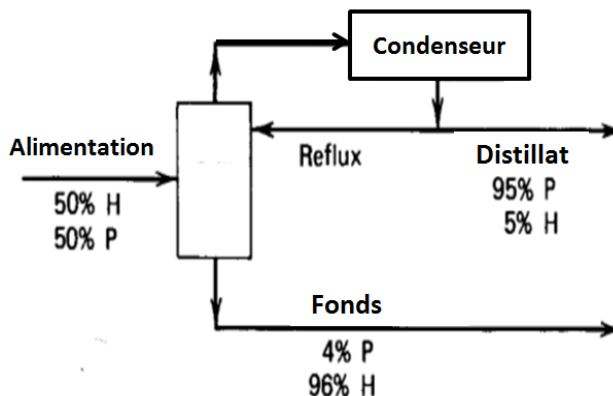 Condenseur
Alimentation
50% H
50% P
Reflux
Distillat
95% P
5% H
Fonds
4% P
96% H